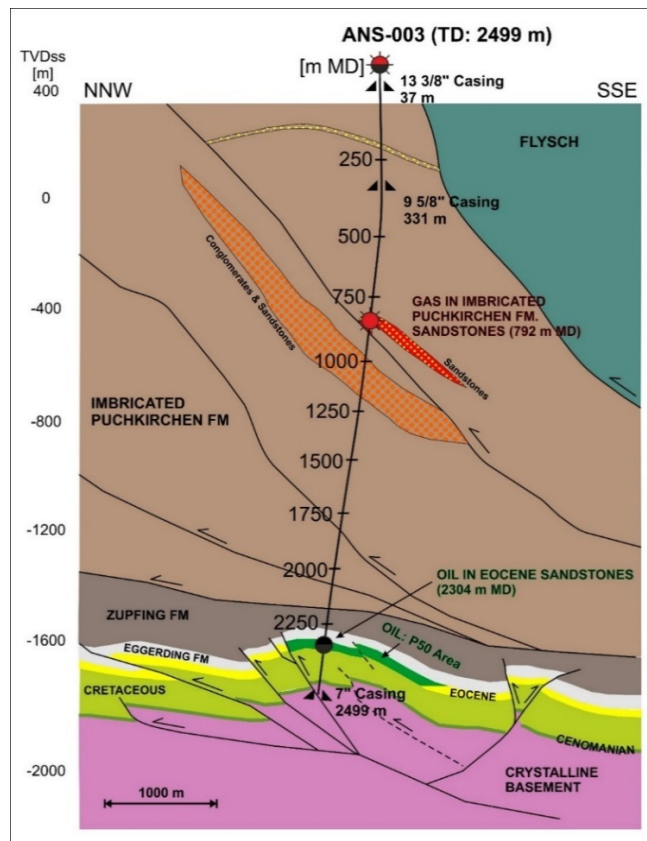 ANS-003 (TD: 2499 m)
TVDss
[m]
NNW
[m MD]
SSE
13 3/8" Casing
37 m
400
FLYSCH
250
0
9 5/8" Casing
331 m
500
Conglomerates & Sandstones
750
-400
GAS IN IMBRICATED
PUCHKIRCHEN FM.
SANDSTONES (792 m MD)
Sandstones
1000
1250
-800
IMBRICATED
PUCHKIRCHEN FM
1500
1750
-1200
2000
OIL IN EOCENE SANDSTONES
(2304 m MD)
ZUPFING FM
2250
OIL: P50 Area
-1600
EGGERDING FM
CRETACEOUS
7" Casing
2499 m
EOCENE
CENOMANIAN
-2000
CRYSTALLINE
BASEMENT
1000 m